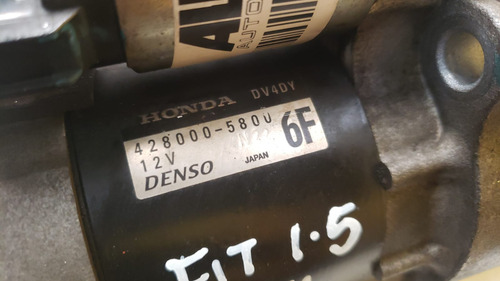 HONDA DV4DY
428000-5800
12V
6F
DENSO JAPAN
FIT 1.5